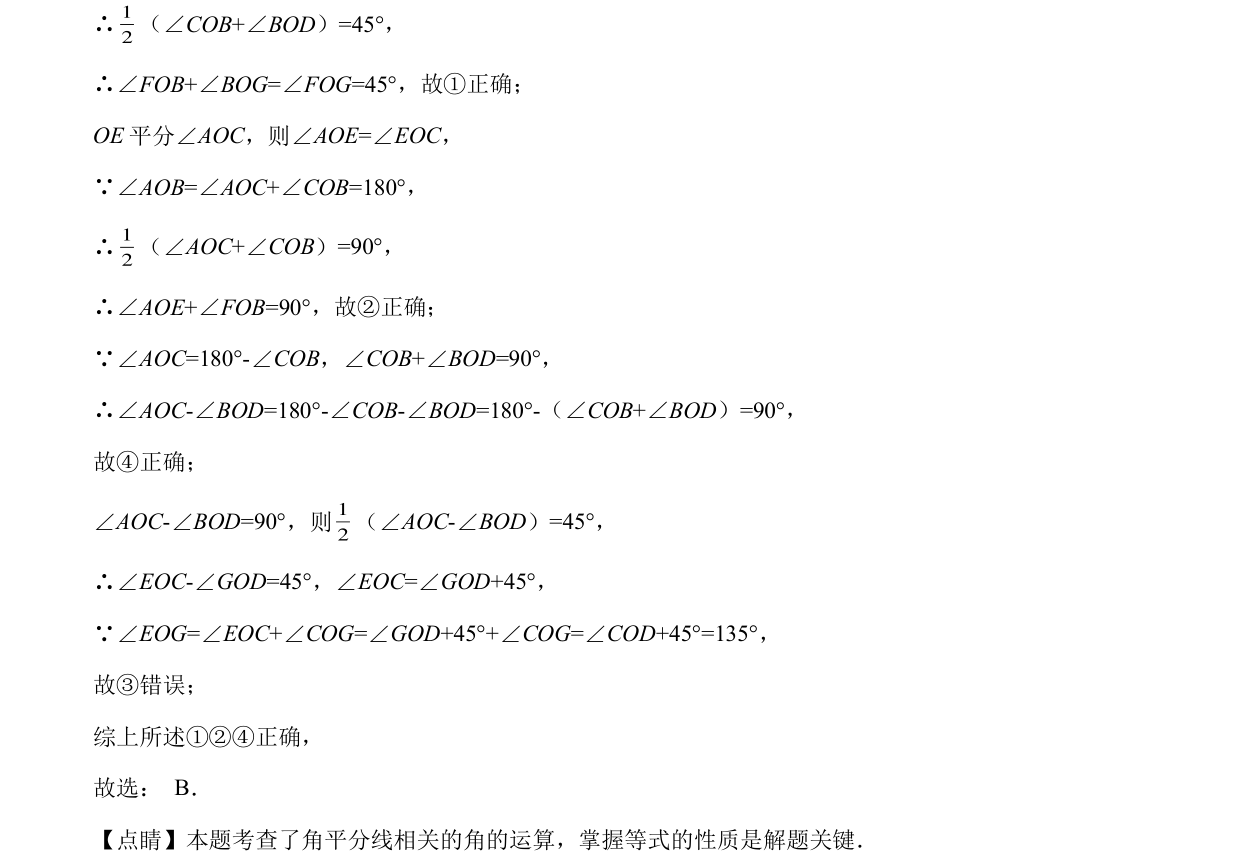 ∴$\frac{1}{2}$（∠COB+∠BOD）=45°，
∴∠FOB+∠BOG=∠FOG=45°，故①正确；
OE平分∠AOC，则∠AOE=∠EOC，
∵∠AOB=∠AOC+∠COB=180°，
∴$\frac{1}{2}$（∠AOC+∠COB）=90°，
∴∠AOE+∠FOB=90°，故②正确；
∵∠AOC=180°-∠COB，∠COB+∠BOD=90°，
∴∠AOC-∠BOD=180°-∠COB-∠BOD=180°-（∠COB+∠BOD）=90°，
故④正确；
∠AOC-∠BOD=90°，则$\frac{1}{2}$（∠AOC-∠BOD）=45°，
∴∠EOC-∠GOD=45°，∠EOC=∠GOD+45°，
∵∠EOG=∠EOC+∠COG=∠GOD+45°+∠COG=∠COD+45°=135°，
故③错误；
综上所述①②④正确，
故选： B．
【点睛】本题考查了角平分线相关的角的运算，掌握等式的性质是解题关键．